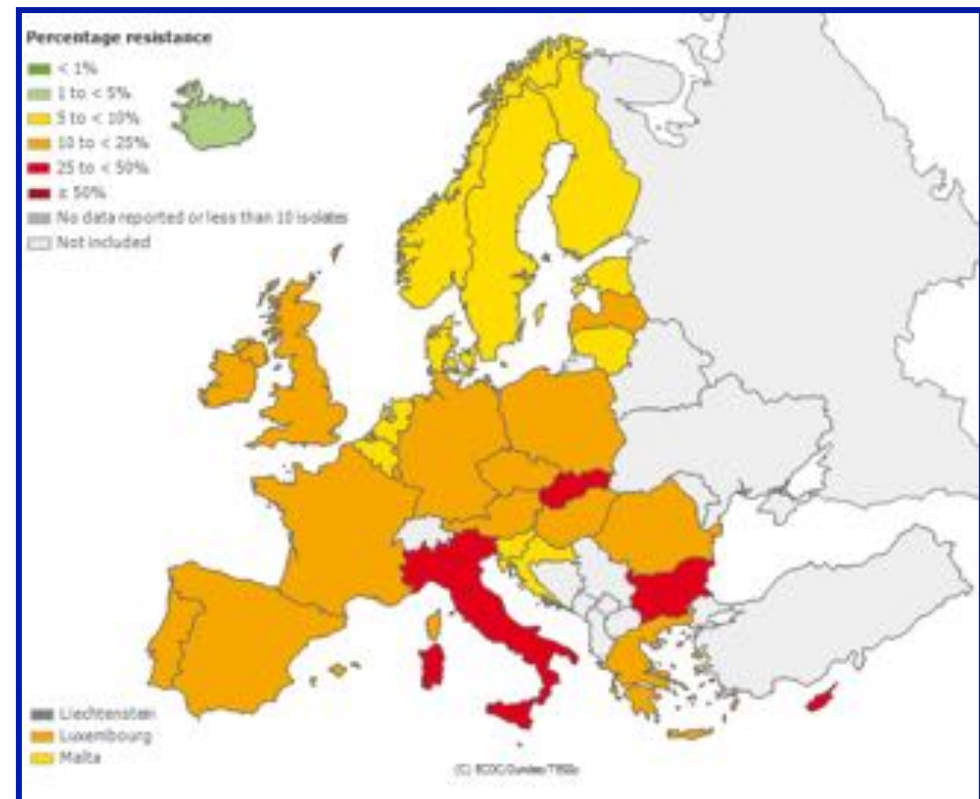 Percentage resistance
< 1%
1 to < 5%
5 to < 10%
10 to < 25%
25 to < 50%
≥ 50%
No data reported or less than 10 isolates
Not included
Liechtenstein
Luxembourg
Malta
(C) ECDC/Dundas/TESSy